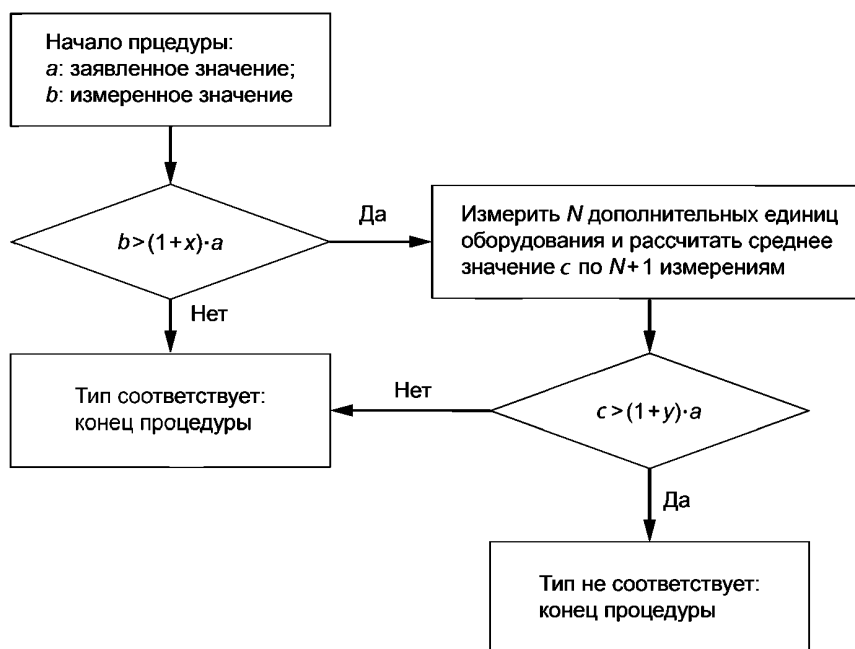 Начало прцедуры:
a: заявленное значение;
b: измеренное значение
b>(1+x)·a
Да
Измерить N дополнительных единиц
оборудования и рассчитать среднее
значение c по N+1 измерениям
Нет
Тип соответствует:
конец процедуры
Нет
c>(1+y)·a
Да
Тип не соответствует:
конец процедуры